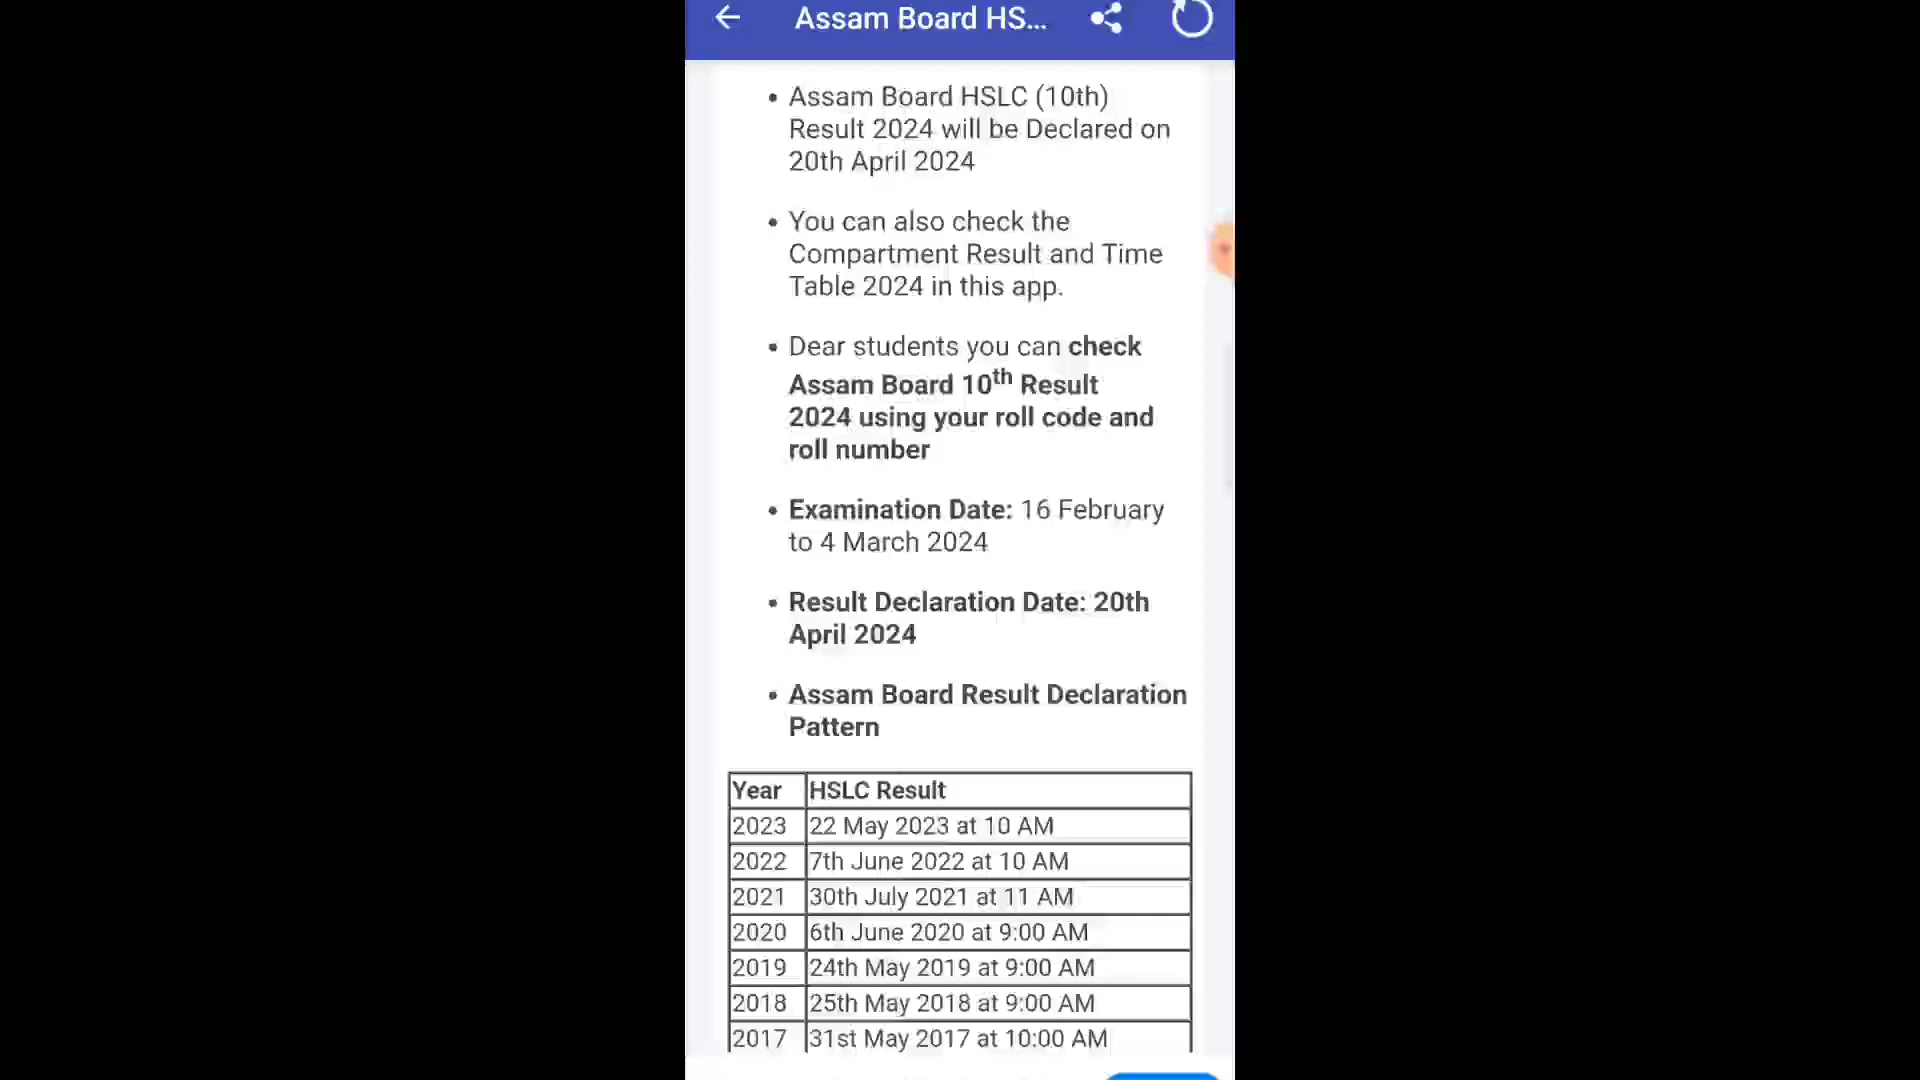 Assam Board HS...
• Assam Board HSLC (10th)
Result 2024 will be Declared on
20th April 2024
• You can also check the
Compartment Result and Time
Table 2024 in this app.
• Dear students you can check
Assam Board 10th Result
2024 using your roll code and
roll number
• Examination Date: 16 February
to 4 March 2024
• Result Declaration Date: 20th
April 2024
• Assam Board Result Declaration
Pattern
Year HSLC Result
2023 22 May 2023 at 10 AM
2022 7th June 2022 at 10 AM
2021 30th July 2021 at 11 AM
2020 6th June 2020 at 9:00 AM
2019 24th May 2019 at 9:00 AM
2018 25th May 2018 at 9:00 AM
2017 31st May 2017 at 10:00 AM